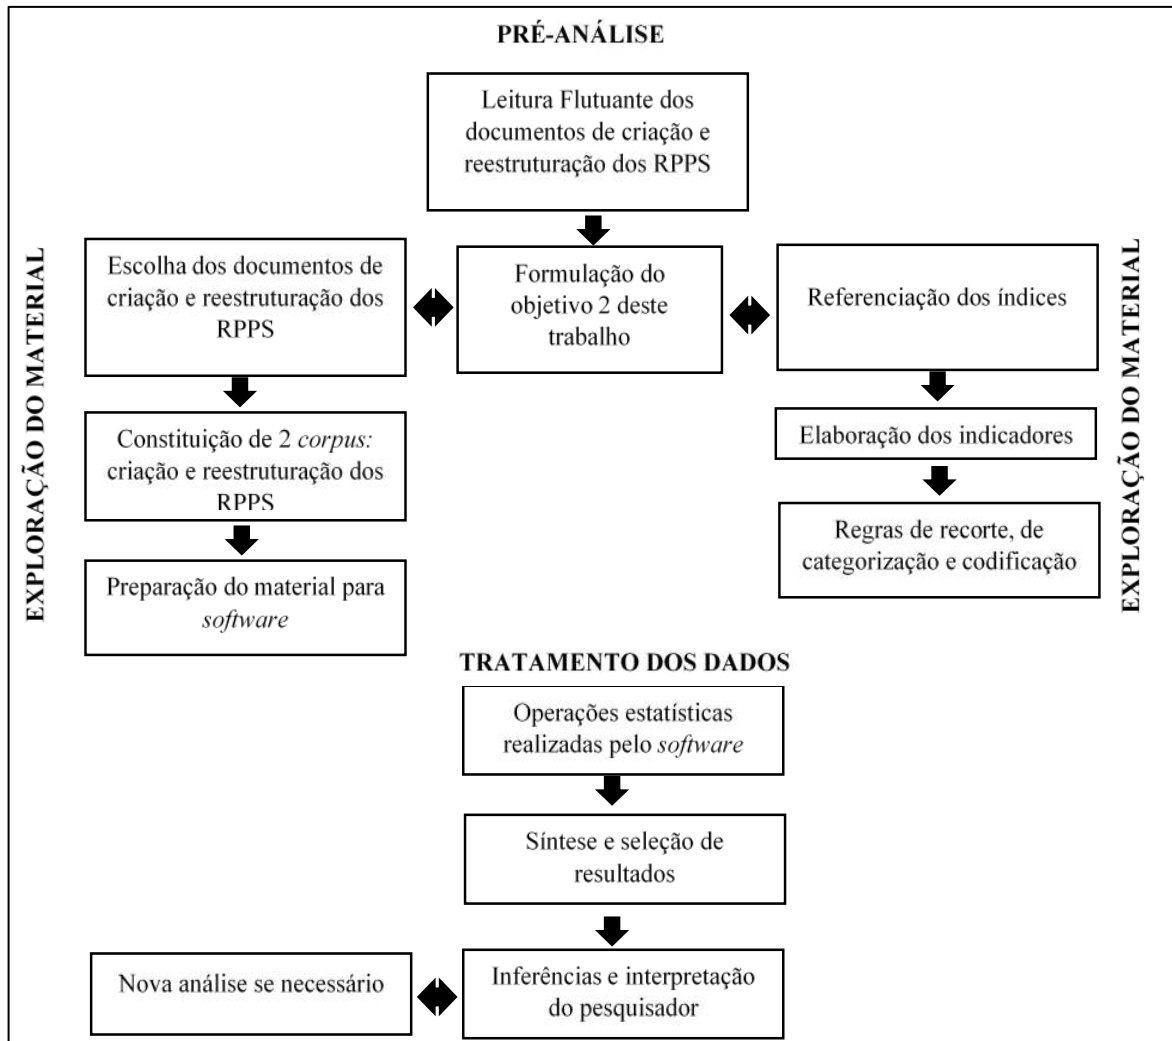 PRÉ-ANÁLISE
Leitura Flutuante dos
documentos de criação e
reestruturação dos RPPS
EXPLORAÇÃO DO MATERIAL
Escolha dos documentos de
criação e reestruturação dos
RPPS
Formulação do
objetivo 2 deste
trabalho
Referenciação dos índices
EXPLORAÇÃO DO MATERIAL
Constituição de 2 corpus:
criação e reestruturação dos
RPPS
Elaboração dos indicadores
Preparação do material para
software
Regras de recorte, de
categorização e codificação
TRATAMENTO DOS DADOS
Operações estatísticas
realizadas pelo software
Síntese e seleção de
resultados
Nova análise se necessário
Inferências e interpretação
do pesquisador